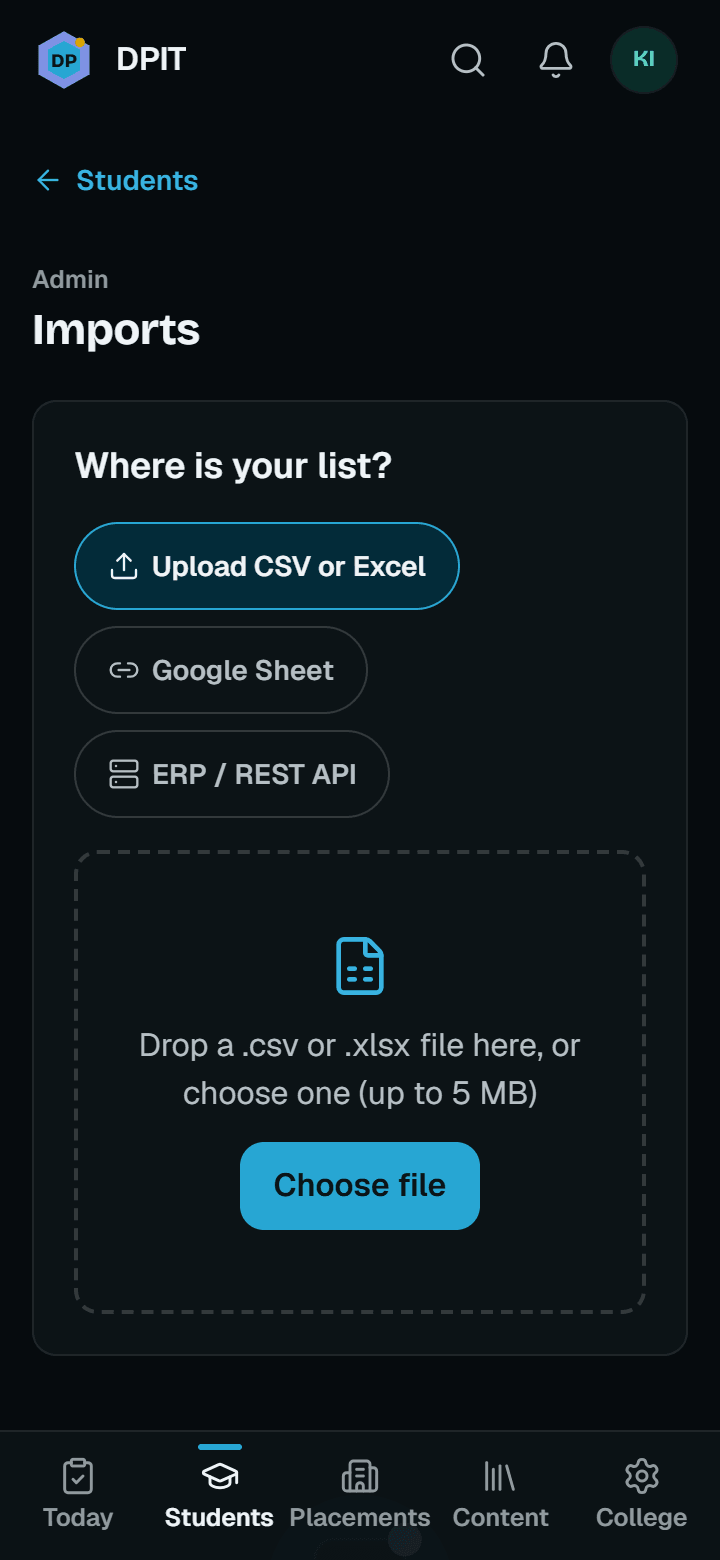 DP
DPIT
KI
Students
Admin
Imports
Where is your list?
Upload CSV or Excel
Google Sheet
ERP / REST API
Drop a .csv or .xlsx file here, or
choose one (up to 5 MB)
Choose file
Today
Students
Placements
Content
College